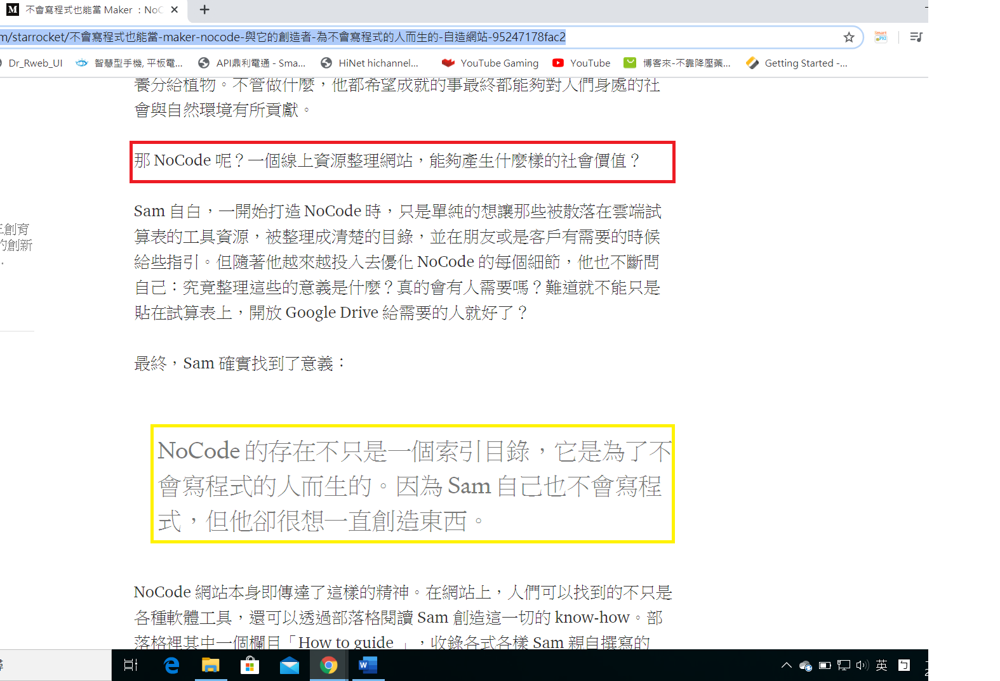 不會寫程式也能當 Maker ：NoC
m/starrocket/不會寫程式也能當-maker-nocode-與它的創造者-為不會寫程式的人而生的-自造網站-95247178fac2
Dr_Rweb_UI 智慧型手機, 平板電... API鼎利電通 - Sma... HiNet hichannel... YouTube Gaming YouTube 博客來-不靠降壓藥... Getting Started -...
養分給植物。不管做什麼，他都希望成就的事最終都能夠對人們身處的社
會與自然環境有所貢獻。
那 NoCode 呢？一個線上資源整理網站，能夠產生什麼樣的社會價值？
Sam 自白，一開始打造 NoCode 時，只是單純的想讓那些被散落在雲端試
算表的工具資源，被整理成清楚的目錄，並在朋友或是客戶有需要的時候
給些指引。但隨著他越來越投入去優化 NoCode 的每個細節，他也不斷問
自己：究竟整理這些的意義是什麼？真的會有人需要嗎？難道就不能只是
貼在試算表上，開放 Google Drive 給需要的人就好了？
創育
的創新
最終，Sam 確實找到了意義：
NoCode 的存在不只是一個索引目錄，它是為了不
會寫程式的人而生的。因為 Sam 自己也不會寫程
式，但他卻很想一直創造東西。
NoCode 網站本身即傳達了這樣的精神。在網站上，人們可以找到的不只是
各種軟體工具，還可以透過部落格閱讀 Sam 創造這一切的 know-how。部
落格裡其中一個欄目「How to guide 」，收錄各式各樣 Sam 親自撰寫的
英 ㄅ